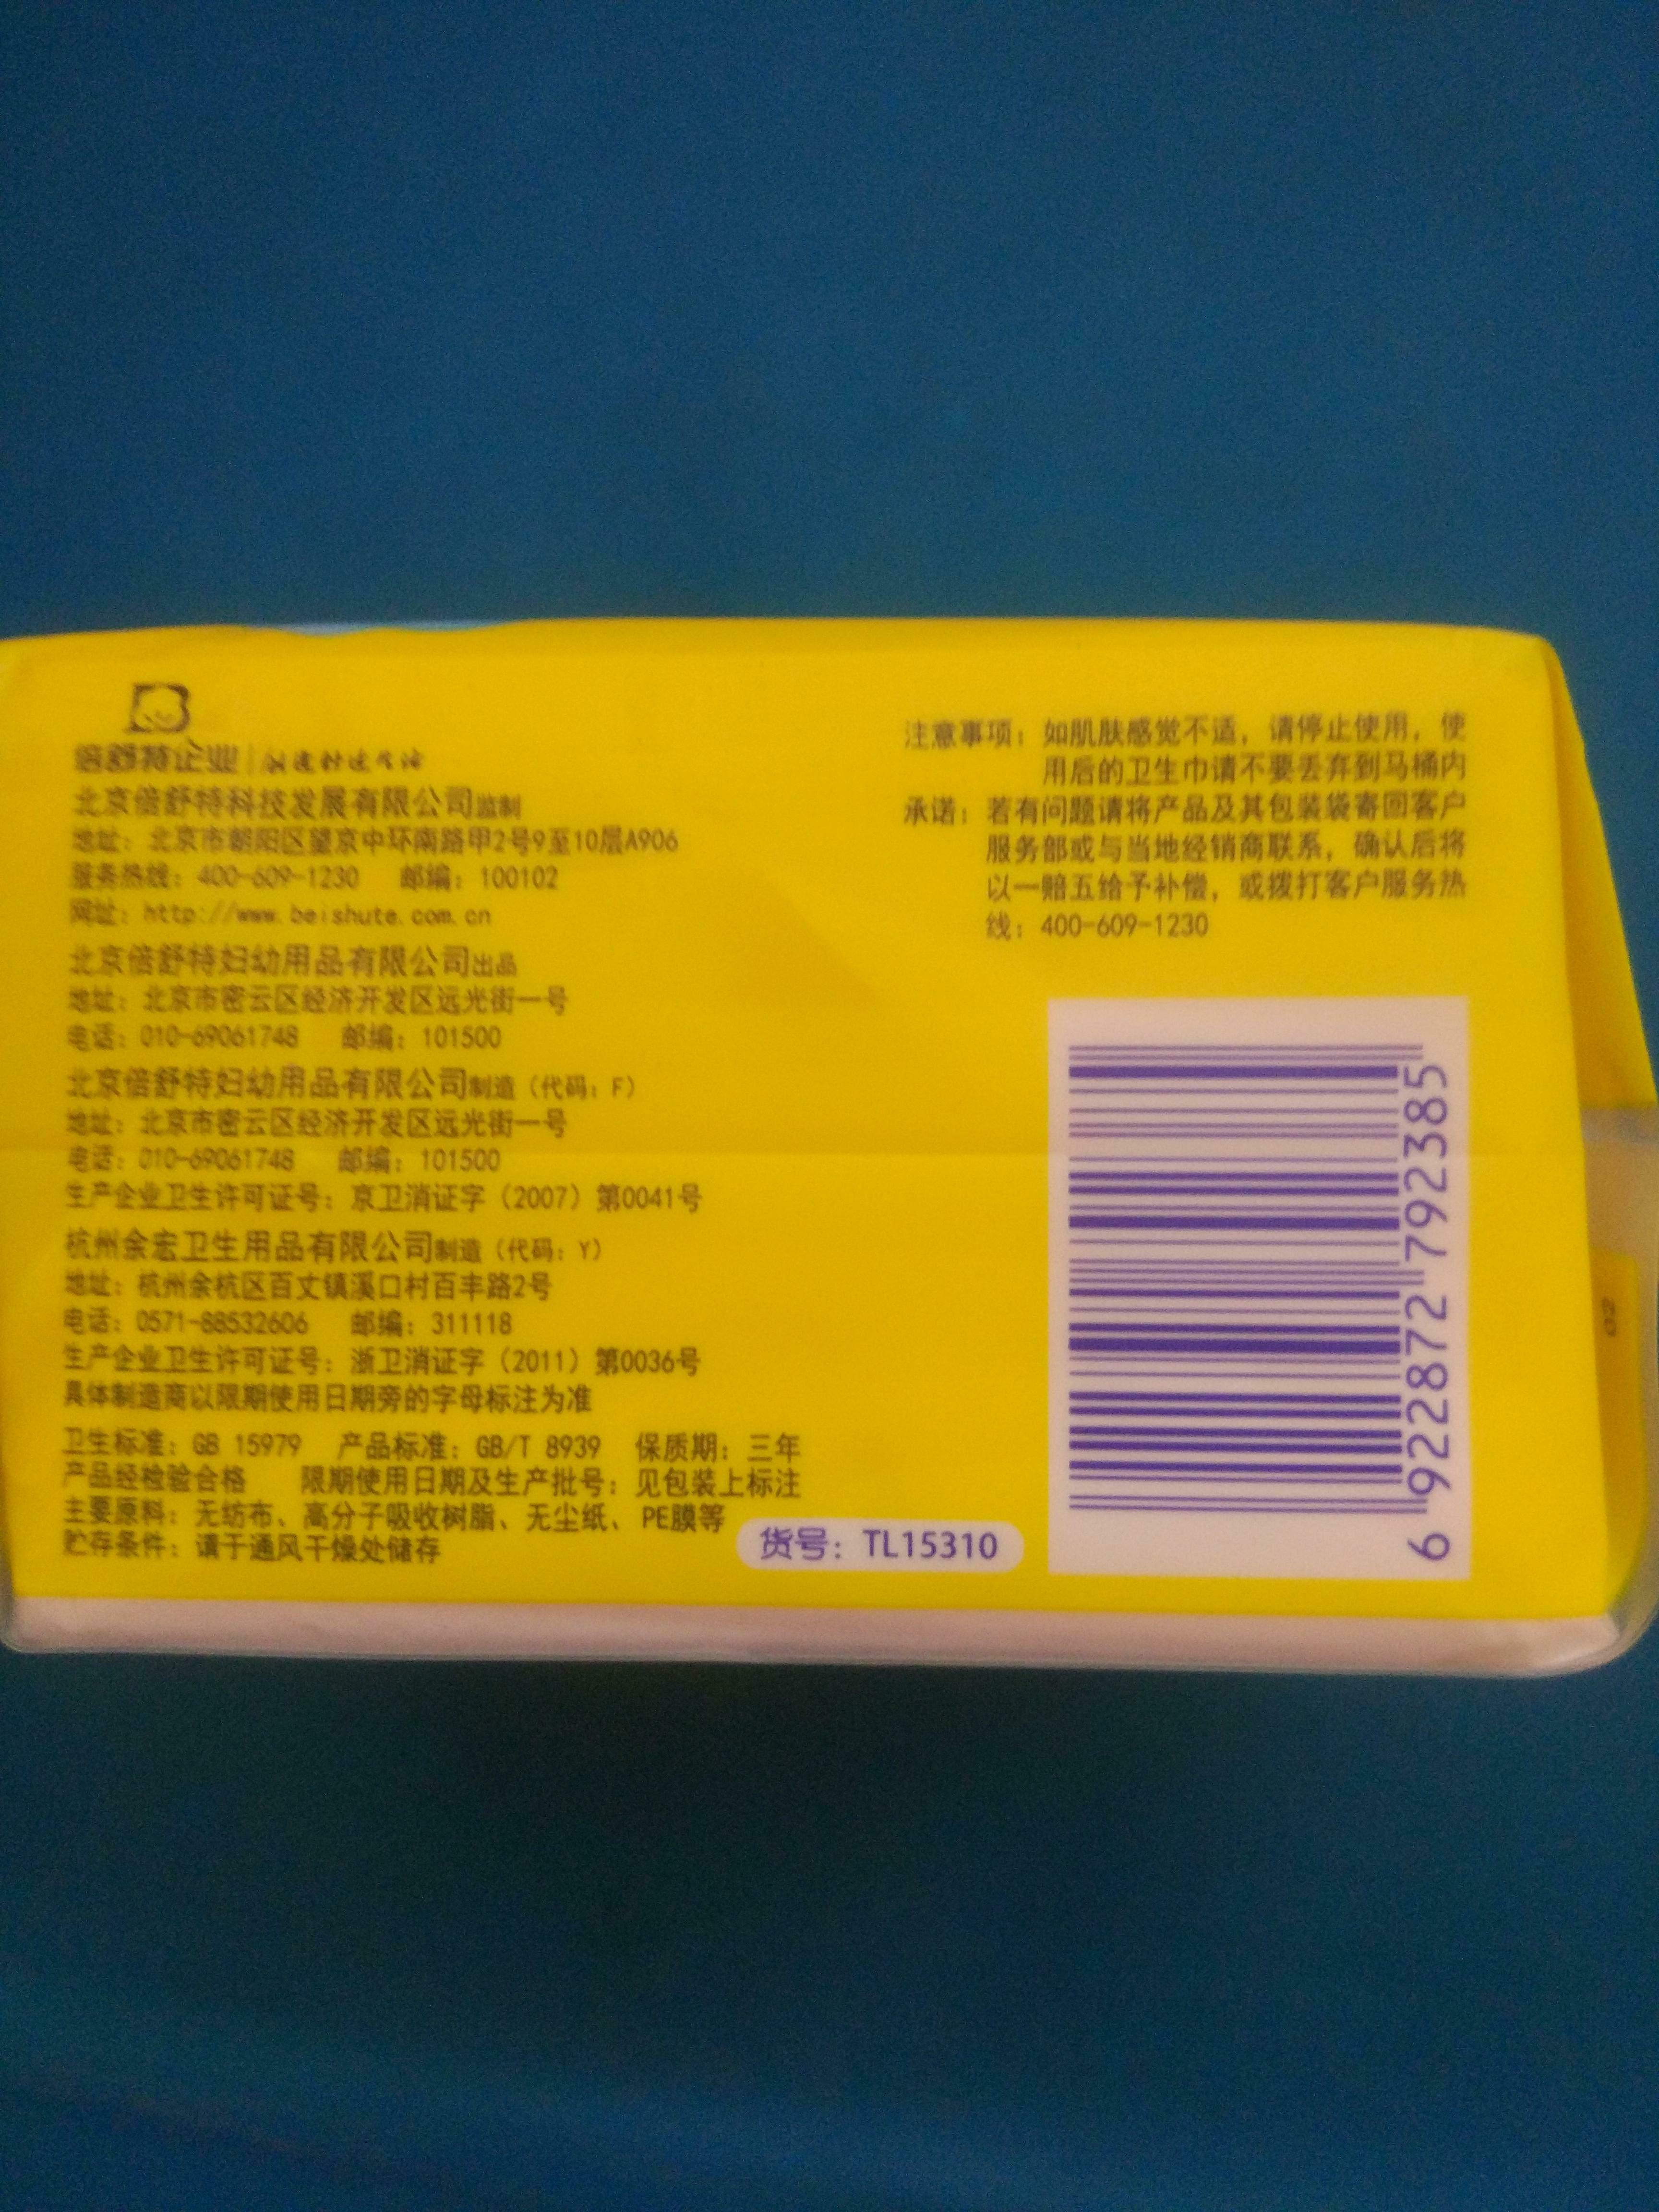 倍舒特企业 | 创造舒适生活
北京倍舒特科技发展有限公司监制
地址：北京市朝阳区望京中环南路甲2号9至10层A906
服务热线：400-609-1230 邮编：100102
网址：http://www.beishute.com.cn
北京倍舒特妇幼用品有限公司出品
地址：北京市密云区经济开发区远光街一号
电话：010-69061748 邮编：101500
北京倍舒特妇幼用品有限公司制造（代码：F）
地址：北京市密云区经济开发区远光街一号
电话：010-69061748 邮编：101500
生产企业卫生许可证号：京卫消证字（2007）第0041号
杭州余宏卫生用品有限公司制造（代码：Y）
地址：杭州余杭区百丈镇溪口村百丰路2号
电话：0571-88532606 邮编：311118
生产企业卫生许可证号：浙卫消证字（2011）第0036号
具体制造商以限期使用日期旁的字母标注为准
卫生标准：GB 15979 产品标准：GB/T 8939 保质期：三年
产品经检验合格 限期使用日期及生产批号：见包装上标注
主要原料：无纺布、高分子吸收树脂、无尘纸、PE膜等
贮存条件：请于通风干燥处储存
货号：TL15310
注意事项：如肌肤感觉不适，请停止使用，使
用后的卫生巾请不要丢弃到马桶内
承诺：若有问题请将产品及其包装袋寄回客户
服务部或与当地经销商联系，确认后将
以一赔五给予补偿，或拨打客户服务热
线：400-609-1230
6 922872 792385